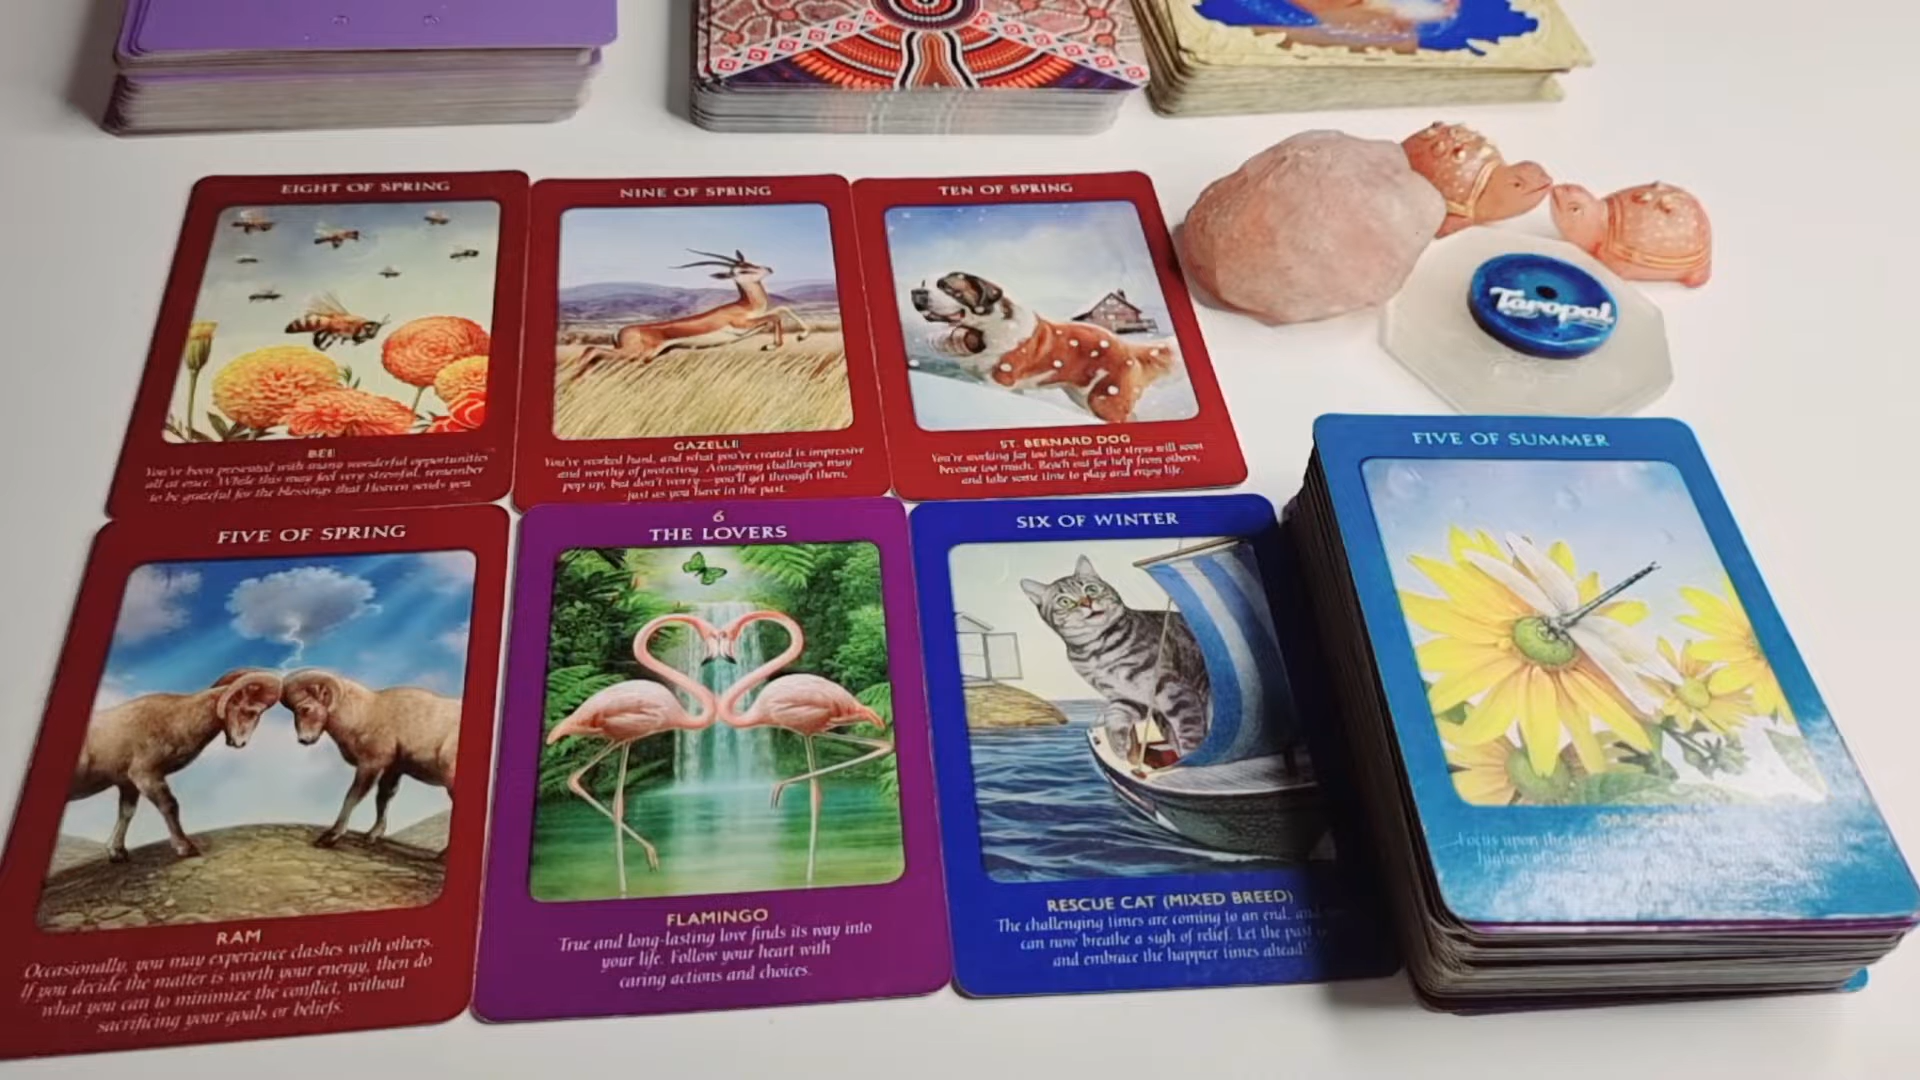 EIGHT OF SPRING
BEE
You've been presented with many wonderful opportunities
all at once. While this may feel very stressful, remember
to be grateful for the blessings that Heaven sends you.
NINE OF SPRING
GAZELLE
You've worked hard, and what you've created is impressive
and worthy of protecting. Annoying challenges may
pop up, but don't worry—you'll get through them,
just as you have in the past.
TEN OF SPRING
ST. BERNARD DOG
You're working far too hard, and the stress will soon
become too much. Reach out for help from others,
and take some time to play and enjoy life.
Taropal
FIVE OF SPRING
RAM
Occasionally, you may experience clashes with others.
If you decide the matter is worth your energy, then do
what you can to minimize the conflict, without
sacrificing your goals or beliefs.
6
THE LOVERS
FLAMINGO
True and long-lasting love finds its way into
your life. Follow your heart with
caring actions and choices.
SIX OF WINTER
RESCUE CAT (MIXED BREED)
The challenging times are coming to an end, and
can now breathe a sigh of relief. Let the past
and embrace the happier times ahead!
FIVE OF SUMMER
Focus upon the
highest of